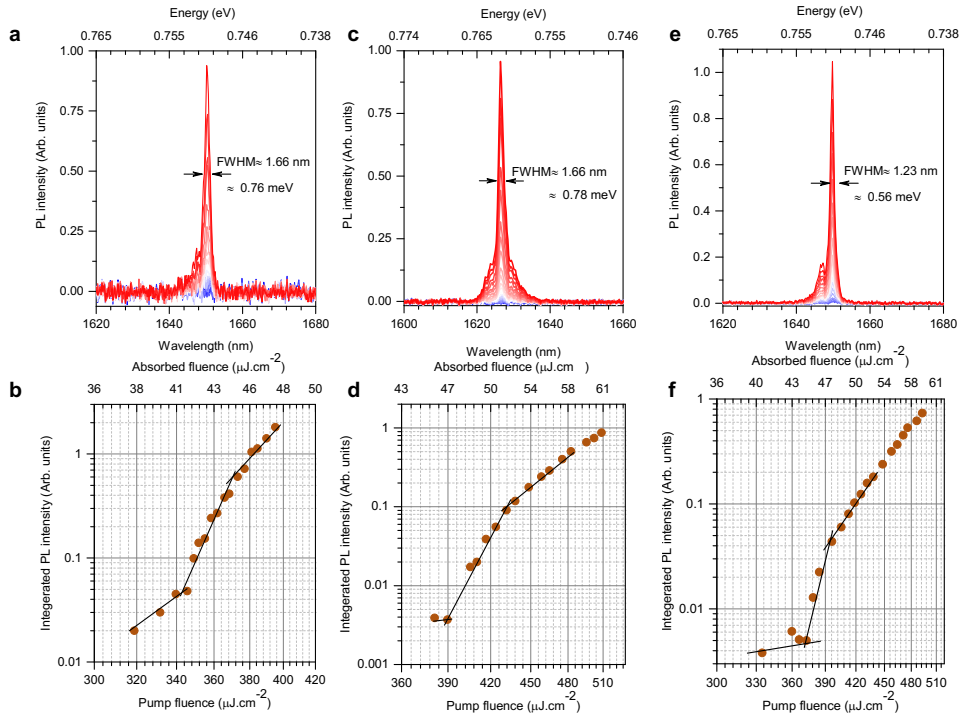 Energy (eV)
0.765 0.755 0.746 0.738
a
PL intensity (Arb. units)
1.00
0.75
0.50
0.25
0.00
FWHM≈ 1.66 nm
≈ 0.76 meV
1620 1640 1660 1680
Wavelength (nm)
Energy (eV)
0.774 0.765 0.755 0.746
c
PL intensity (Arb. units)
1.00
0.75
0.50
0.25
0.00
FWHM≈ 1.66 nm
≈ 0.78 meV
1600 1620 1640 1660
Wavelength (nm)
Energy (eV)
0.765 0.755 0.746 0.738
e
PL intensity (Arb. units)
1.0
0.8
0.6
0.4
0.2
0.0
FWHM≈ 1.23 nm
≈ 0.56 meV
1620 1640 1660 1680
Wavelength (nm)
Absorbed fluence (μJ.cm⁻²)
36 38 40 42 44 46 48 50
b
Integerated PL intensity (Arb. units)
1
0.1
0.01
300 320 340 360 380 400 420
Pump fluence (μJ.cm⁻²)
Absorbed fluence (μJ.cm⁻²)
43 47 50 54 58 61
d
Integerated PL intensity (Arb. units)
1
0.1
0.01
0.001
360 390 420 450 480 510
Pump fluence (μJ.cm⁻²)
Absorbed fluence (μJ.cm⁻²)
36 40 43 47 50 54 58 61
f
Integerated PL intensity (Arb. units)
1
0.1
0.01
300 330 360 390 420 450 480 510
Pump fluence (μJ.cm⁻²)